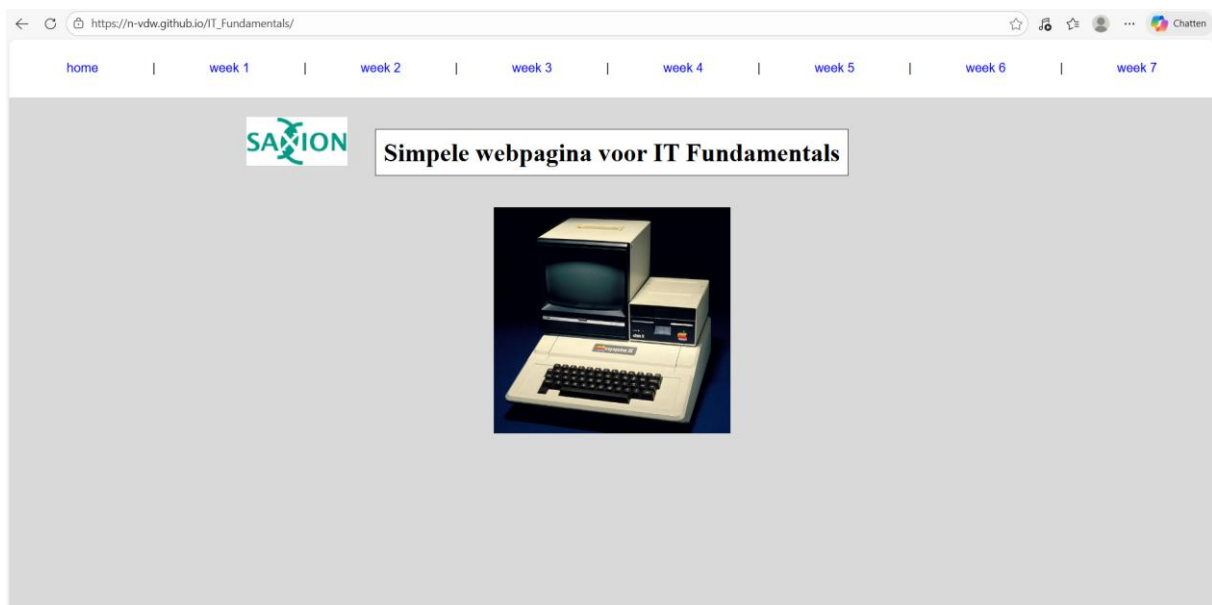 https://n-vdw.github.io/IT_Fundamentals/
Chatten
home | week 1 | week 2 | week 3 | week 4 | week 5 | week 6 | week 7
SAXION
Simpele webpagina voor IT Fundamentals